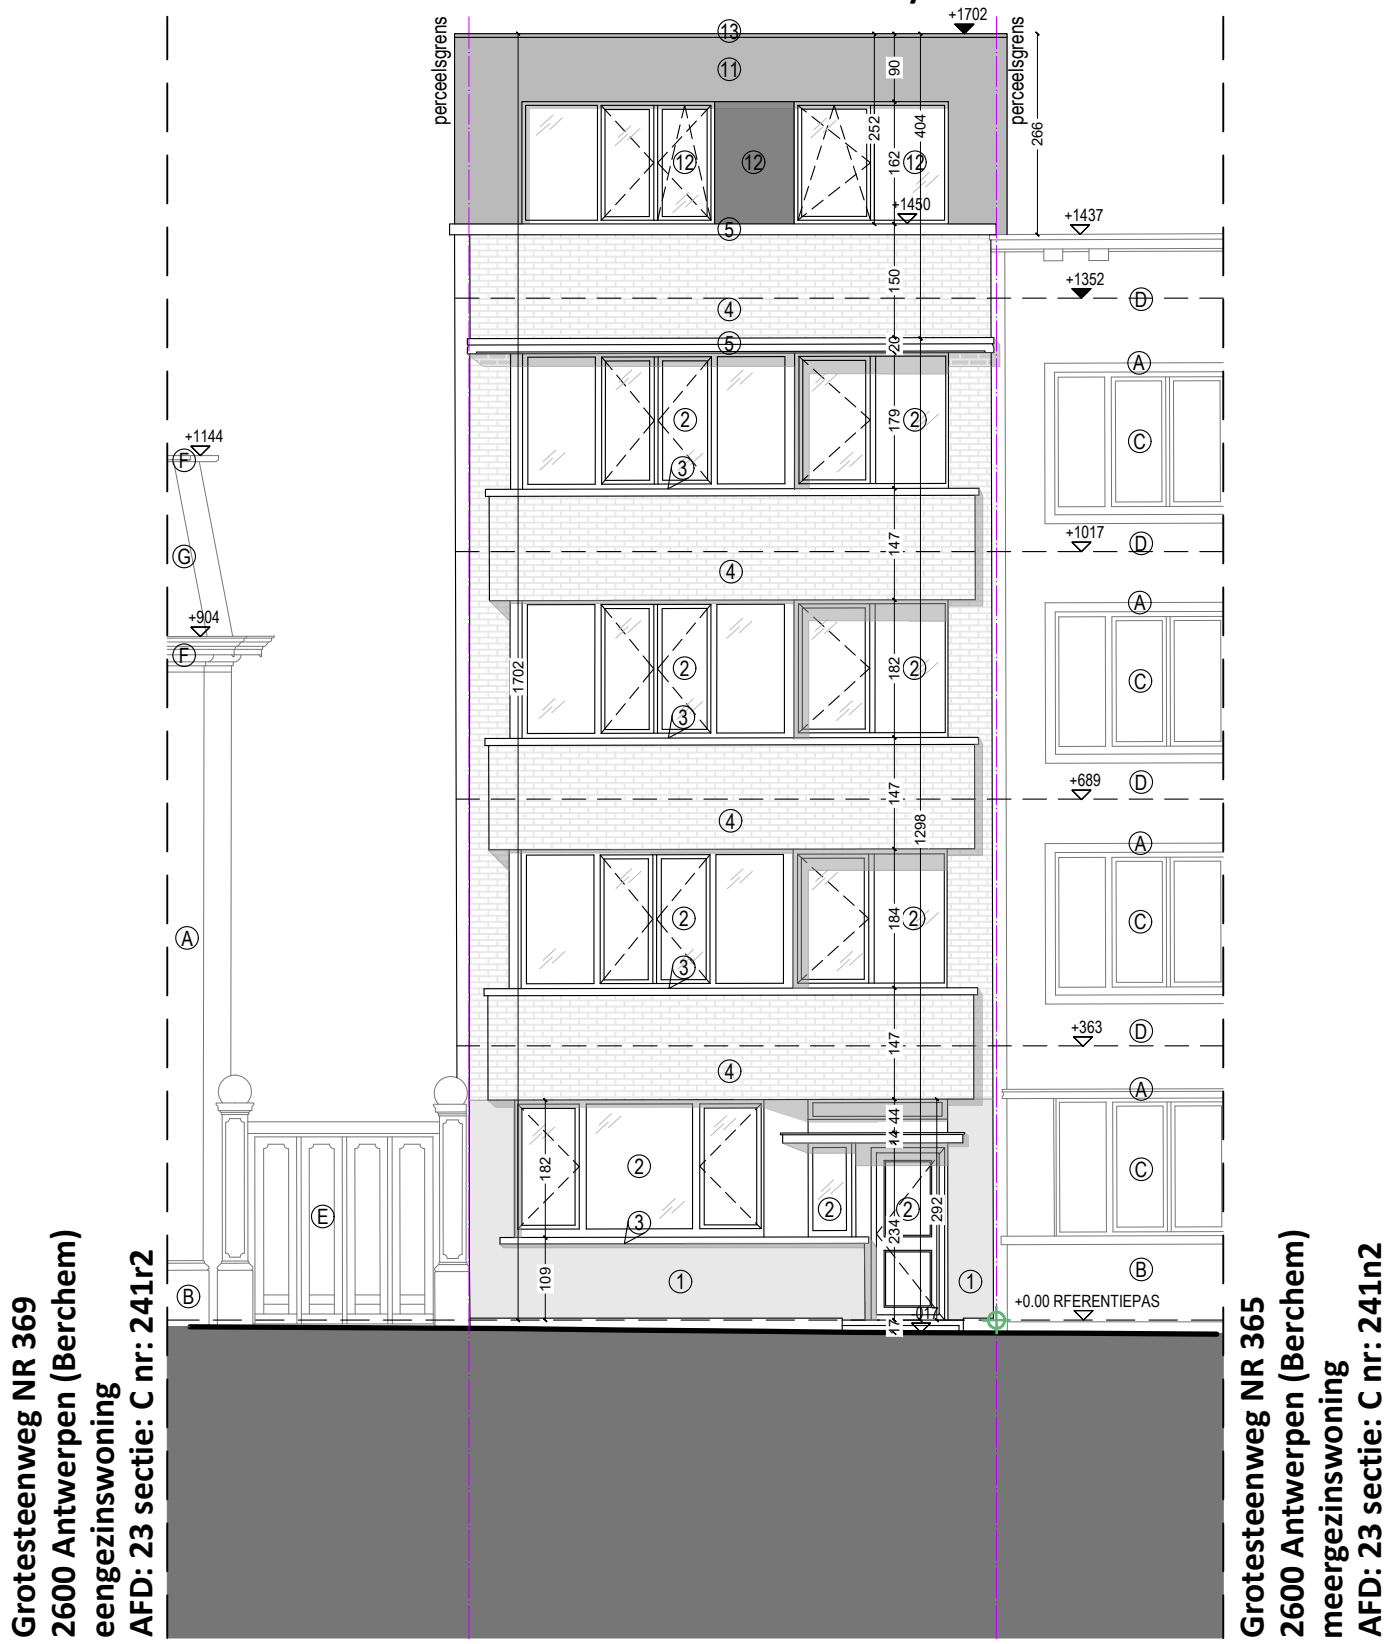 perceelsgrens
13
+1702
perceelsgrens
11
90
252
404
266
162
12
12
12
+1450
5
+1437
150
+1352
D
4
5
20
A
2
179
2
C
+1144
F
3
G
147
+1017
D
4
A
+904
F
1702
2
182
2
C
3
+689
D
147
4
1298
A
A
2
184
2
C
3
+363
D
147
4
A
44
14
182
2
C
E
2
2
234
292
3
109
1
1
B
B
+0.00 RFERENTIEPAS
-017
17
Grotesteenweg NR 369
2600 Antwerpen (Berchem)
eengezinswoning
AFD: 23 sectie: C nr: 241r2
Grotesteenweg NR 365
2600 Antwerpen (Berchem)
meergezinswoning
AFD: 23 sectie: C nr: 241n2